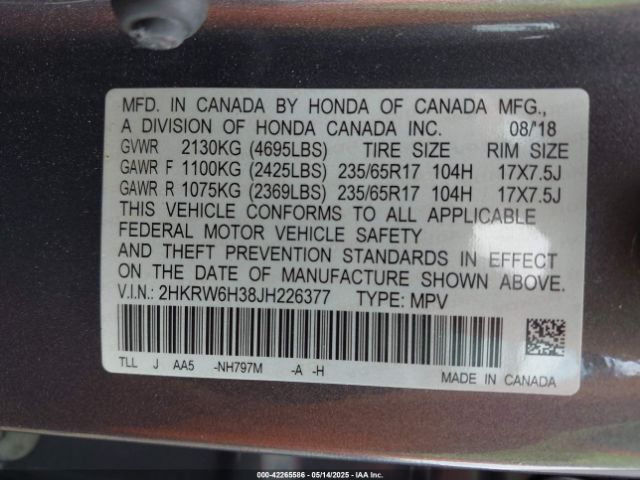 MFD. IN CANADA BY HONDA OF CANADA MFG.,
A DIVISION OF HONDA CANADA INC. 08/'18
GVWR 2130KG (4695LBS) TIRE SIZE RIM SIZE
GAWR F 1100KG (2425LBS) 235/65R17 104H 17X7.5J
GAWR R 1075KG (2369LBS) 235/65R17 104H 17X7.5J
THIS VEHICLE CONFORMS TO ALL APPLICABLE
FEDERAL MOTOR VEHICLE SAFETY
AND THEFT PREVENTION STANDARDS IN EFFECT
ON THE DATE OF MANUFACTURE SHOWN ABOVE.
V.I.N.: 2HKRW6H38JH226377 TYPE: MPV
TLL J AA5 -NH797M -A -H
MADE IN CANADA
000-42265586 - 05/14/2025 - IAA Inc.